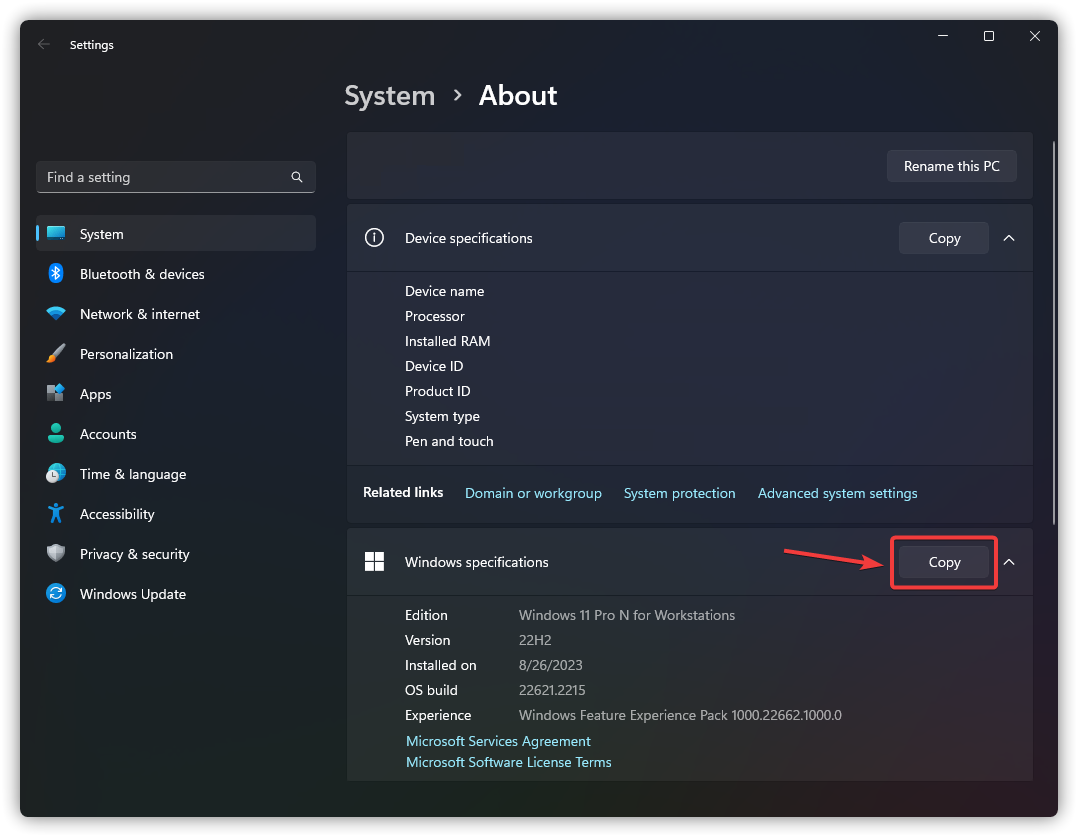 Settings
System › About
Find a setting
Rename this PC
System
Bluetooth & devices
Network & internet
Personalization
Apps
Accounts
Time & language
Accessibility
Privacy & security
Windows Update
Device specifications
Copy
Device name
Processor
Installed RAM
Device ID
Product ID
System type
Pen and touch
Related links Domain or workgroup System protection Advanced system settings
Windows specifications
Copy
Edition Windows 11 Pro N for Workstations
Version 22H2
Installed on 8/26/2023
OS build 22621.2215
Experience Windows Feature Experience Pack 1000.22662.1000.0
Microsoft Services Agreement
Microsoft Software License Terms